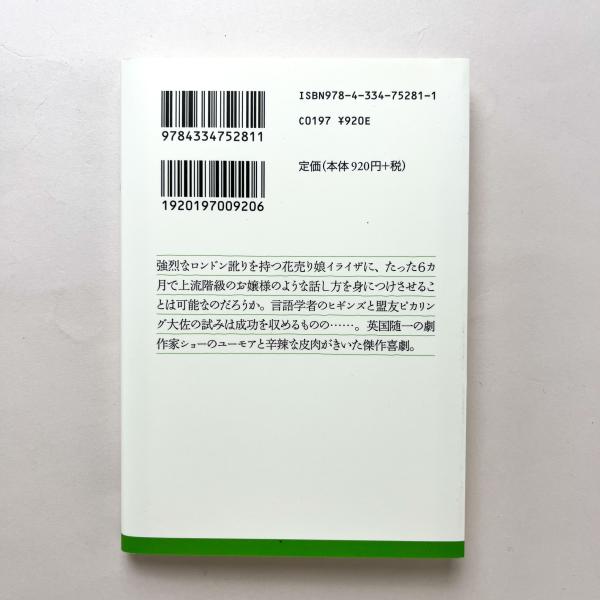 ISBN978-4-334-75281-1
C0197 ¥920E
9784334752811
定価(本体920円+税)
1920197009206
強烈なロンドン訛りを持つ花売り娘イライザに、たった6カ
月で上流階級のお嬢様のような話し方を身につけさせるこ
とは可能なのだろうか。言語学者のヒギンズと盟友ピカリン
グ大佐の試みは成功を収めるものの……。英国随一の劇
作家ショーのユーモアと辛辣な皮肉がきいた傑作喜劇。